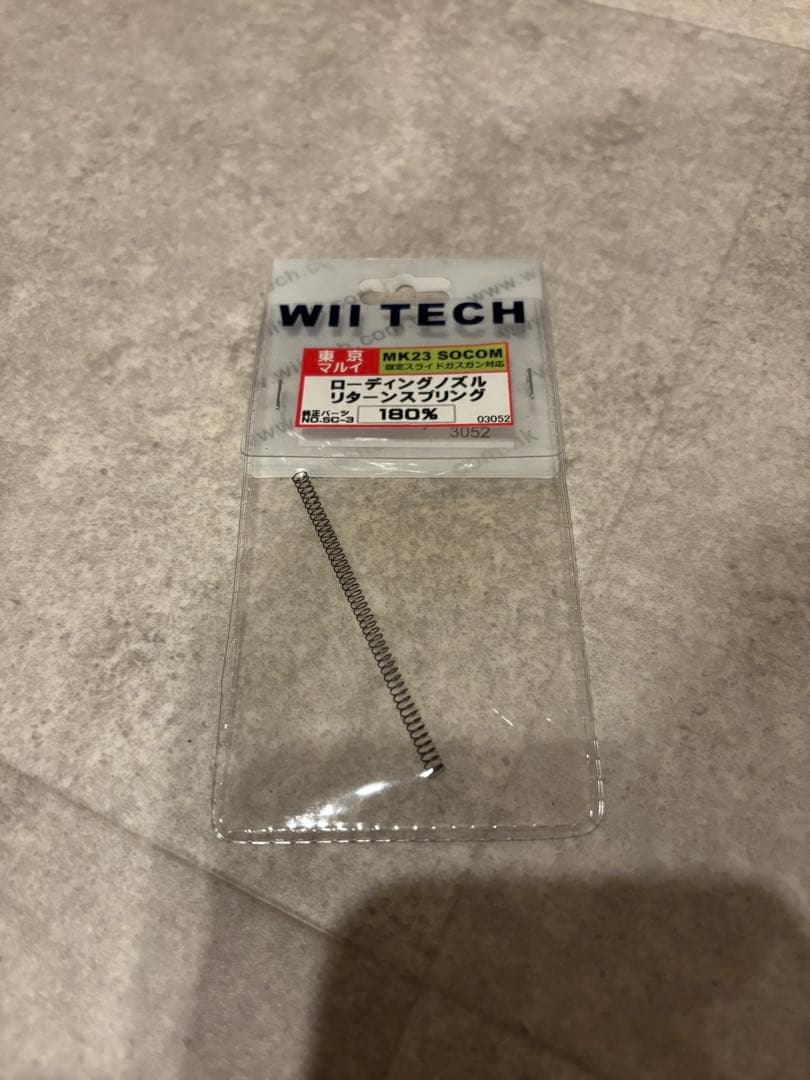 WII TECH
東京
マルイ
MK23 SOCOM
固定スライドガスガン対応
ローディングノズル
リターンスプリング
純正パーツ
NO.SC-3
180%
03052
3052